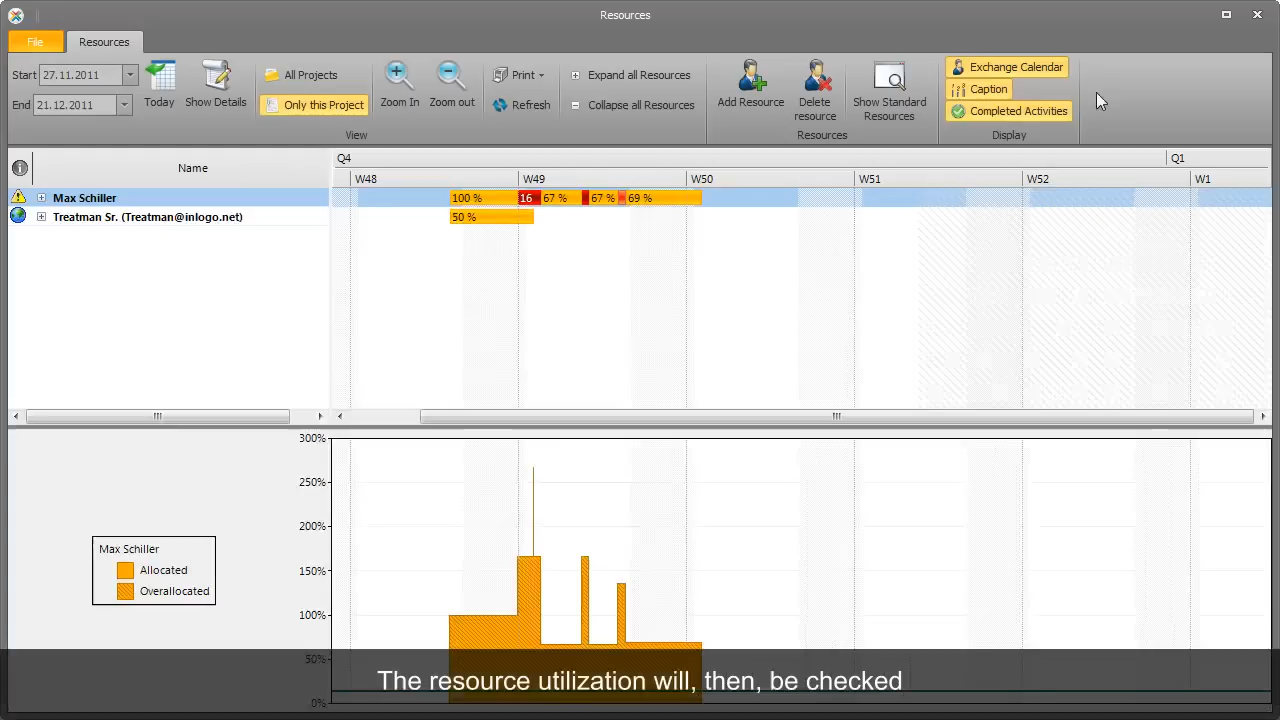 Resources
File
Resources
Start 27.11.2011
End 21.12.2011
Today
Show Details
All Projects
Only this Project
Zoom In
Zoom out
Print
Refresh
Expand all Resources
Collapse all Resources
View
Add Resource
Delete resource
Show Standard Resources
Resources
Exchange Calendar
Caption
Completed Activities
Display
Name
Q4
Q1
W48
W49
W50
W51
W52
W1
Max Schiller
100 %
16
67 %
67 %
69 %
Treatman Sr. (Treatman@inlogo.net)
50 %
300%
250%
200%
150%
100%
50%
0%
Max Schiller
Allocated
Overallocated
The resource utilization will, then, be checked